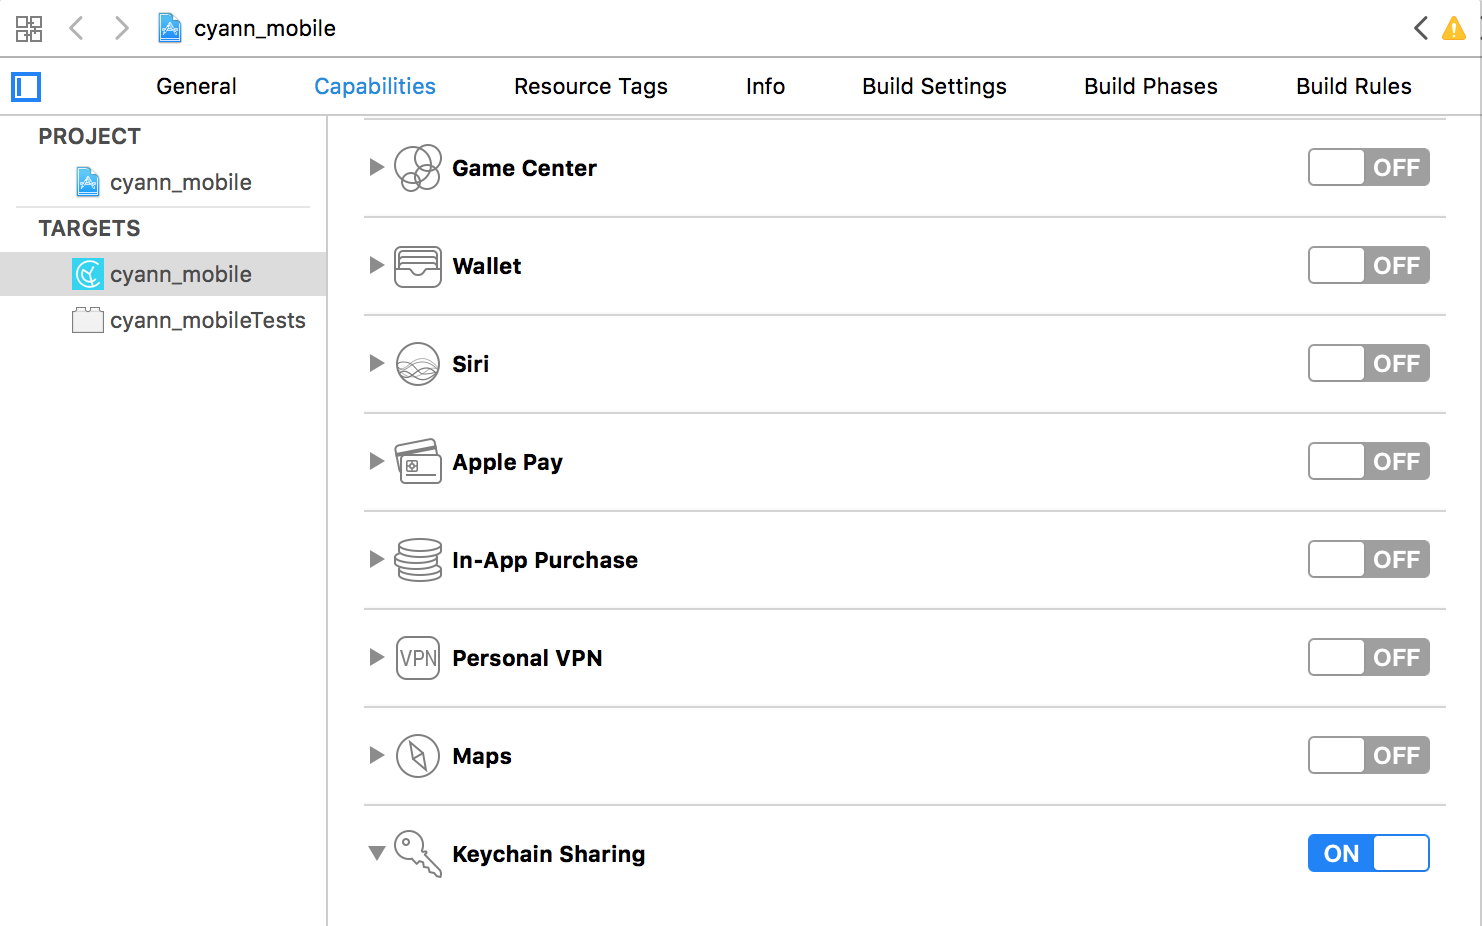 cyann_mobile
General Capabilities Resource Tags Info Build Settings Build Phases Build Rules
PROJECT
cyann_mobile
TARGETS
cyann_mobile
cyann_mobileTests
Game Center OFF
Wallet OFF
Siri OFF
Apple Pay OFF
In-App Purchase OFF
VPN Personal VPN OFF
Maps OFF
Keychain Sharing ON